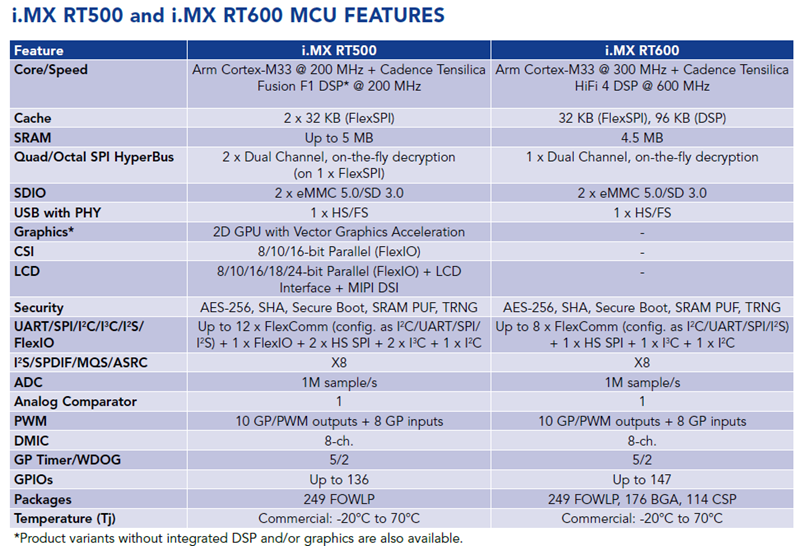 i.MX RT500 and i.MX RT600 MCU FEATURES
Feature i.MX RT500 i.MX RT600
Core/Speed Arm Cortex-M33 @ 200 MHz + Cadence Tensilica Arm Cortex-M33 @ 300 MHz + Cadence Tensilica
Fusion F1 DSP* @ 200 MHz HiFi 4 DSP @ 600 MHz
Cache 2 x 32 KB (FlexSPI) 32 KB (FlexSPI), 96 KB (DSP)
SRAM Up to 5 MB 4.5 MB
Quad/Octal SPI HyperBus 2 x Dual Channel, on-the-fly decryption 1 x Dual Channel, on-the-fly decryption
(on 1 x FlexSPI)
SDIO 2 x eMMC 5.0/SD 3.0 2 x eMMC 5.0/SD 3.0
USB with PHY 1 x HS/FS 1 x HS/FS
Graphics* 2D GPU with Vector Graphics Acceleration -
CSI 8/10/16-bit Parallel (FlexIO) -
LCD 8/10/16/18/24-bit Parallel (FlexIO) + LCD -
Interface + MIPI DSI
Security AES-256, SHA, Secure Boot, SRAM PUF, TRNG AES-256, SHA, Secure Boot, SRAM PUF, TRNG
UART/SPI/I²C/I³C/I²S/ Up to 12 x FlexComm (config. as I²C/UART/SPI/ Up to 8 x FlexComm (config. as I²C/UART/SPI/I²S)
FlexIO I²S) + 1 x FlexIO + 2 x HS SPI + 2 x I³C + 1 x I²C + 1 x HS SPI + 1 x I³C + 1 x I²C
I²S/SPDIF/MQS/ASRC X8 X8
ADC 1M sample/s 1M sample/s
Analog Comparator 1 1
PWM 10 GP/PWM outputs + 8 GP inputs 10 GP/PWM outputs + 8 GP inputs
DMIC 8-ch. 8-ch.
GP Timer/WDOG 5/2 5/2
GPIOs Up to 136 Up to 147
Packages 249 FOWLP 249 FOWLP, 176 BGA, 114 CSP
Temperature (Tj) Commercial: -20°C to 70°C Commercial: -20°C to 70°C
*Product variants without integrated DSP and/or graphics are also available.